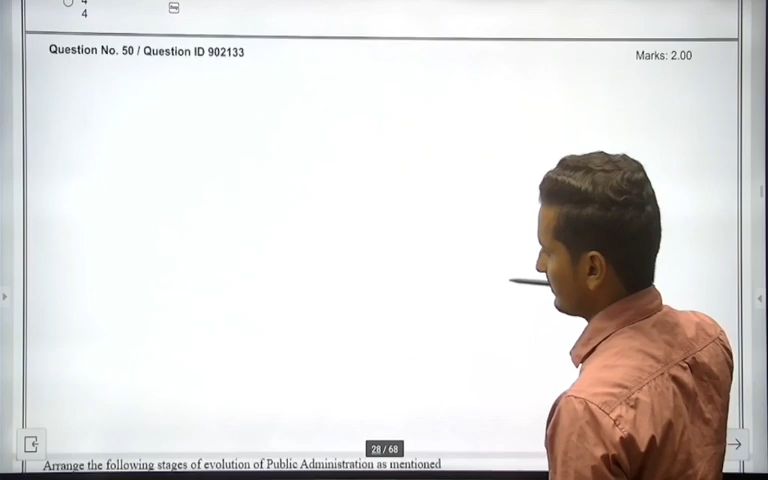 4
4
Question No. 50 / Question ID 902133
Marks: 2.00
28 / 68
Arrange the following stages of evolution of Public Administration as mentioned